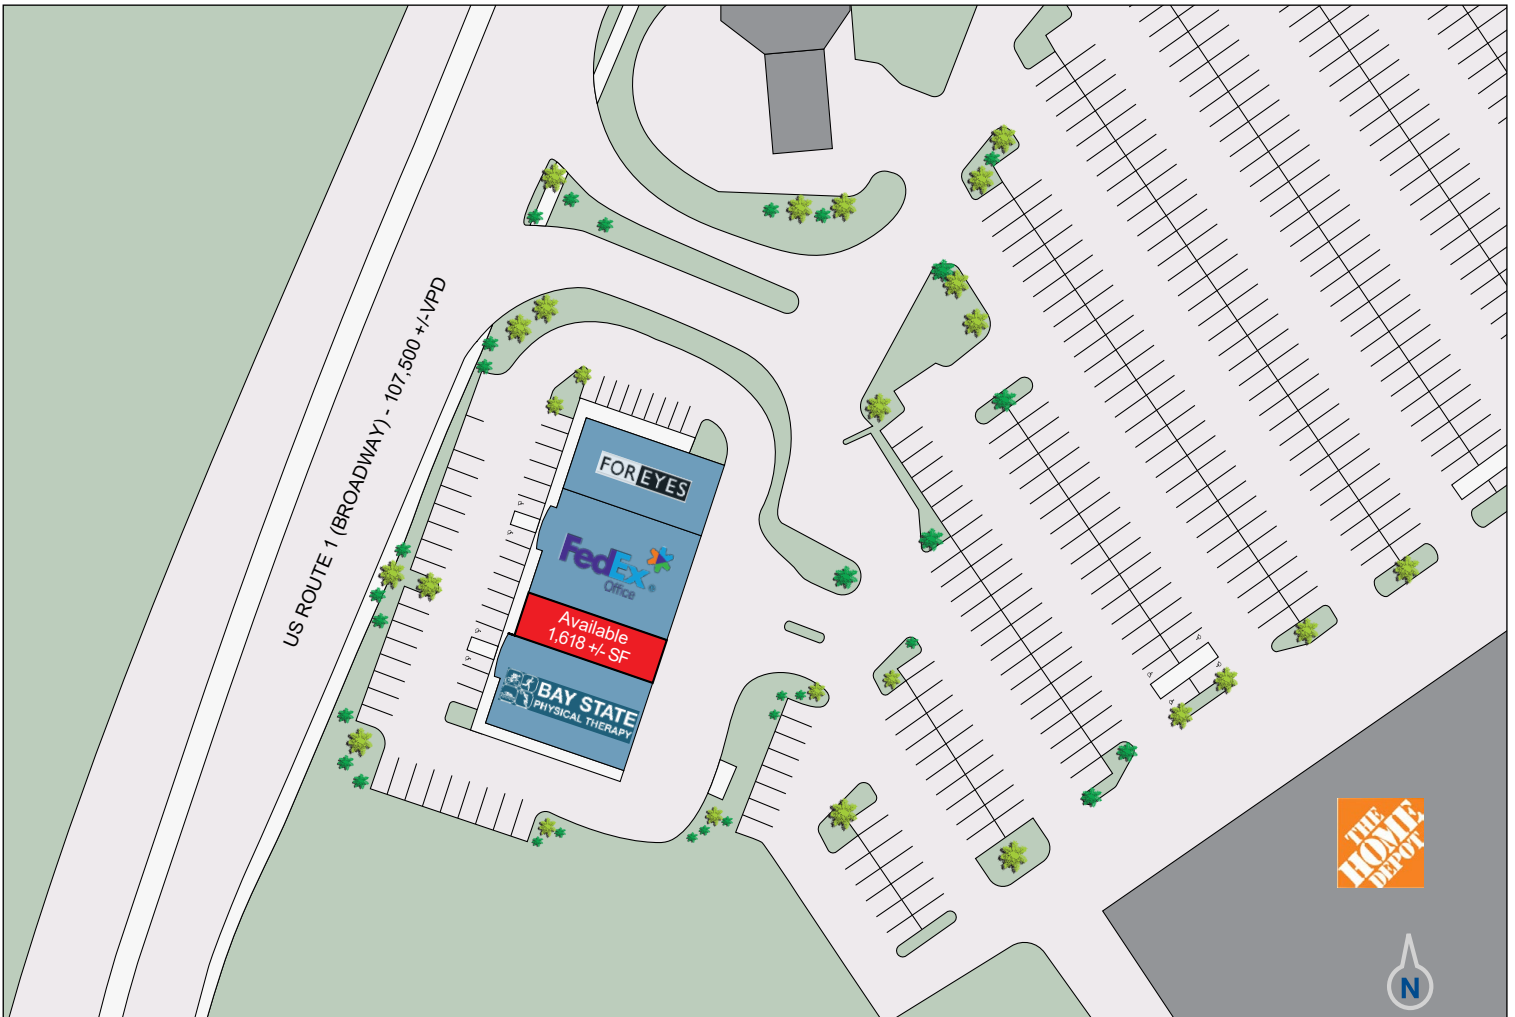 US ROUTE 1 (BROADWAY) - 107,500 +/-VPD
FOR EYES
FedEx
Office
Available
1,618 +/- SF
BAY STATE
PHYSICAL THERAPY
THE
HOME
DEPOT
N